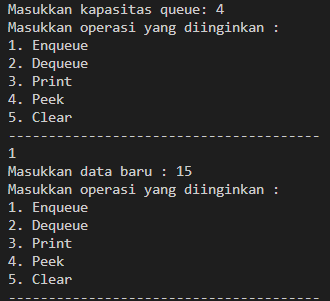 Masukkan kapasitas queue: 4
Masukkan operasi yang diinginkan :
1. Enqueue
2. Dequeue
3. Print
4. Peek
5. Clear
---------------------------------------
1
Masukkan data baru : 15
Masukkan operasi yang diinginkan :
1. Enqueue
2. Dequeue
3. Print
4. Peek
5. Clear
---------------------------------------